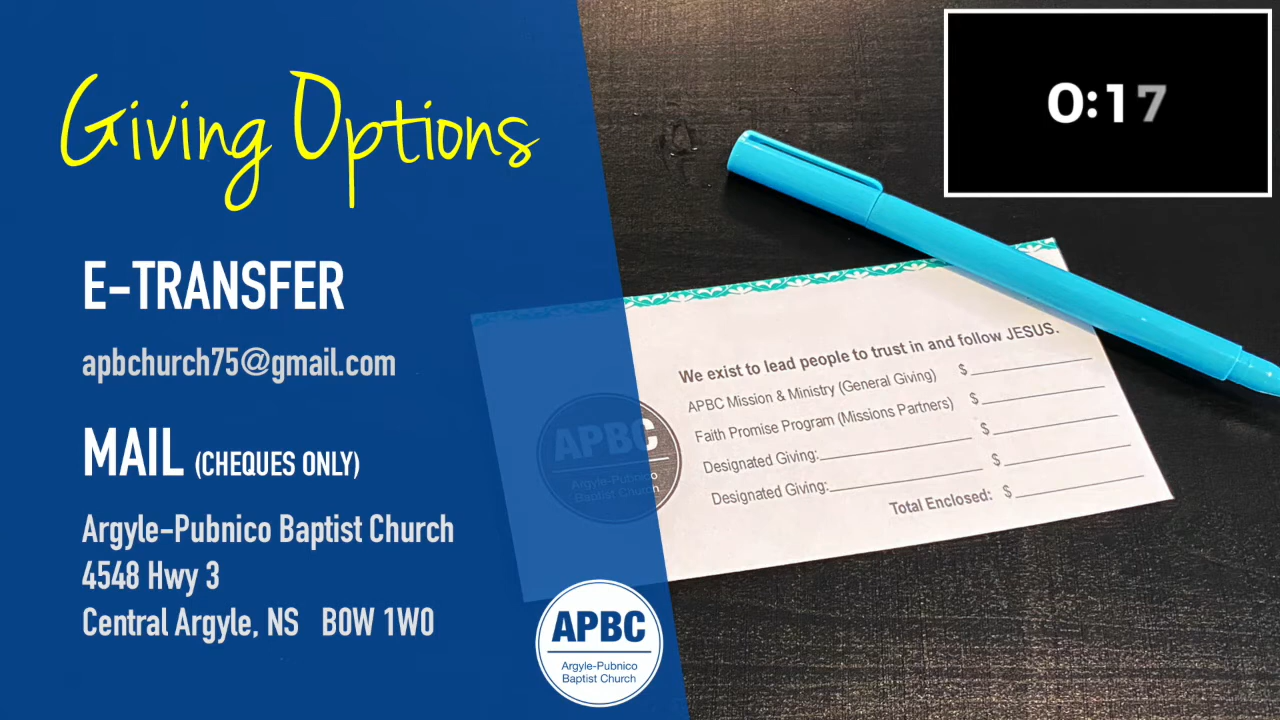 Giving Options
E-TRANSFER
apbchurch75@gmail.com
MAIL (CHEQUES ONLY)
Argyle-Pubnico Baptist Church
4548 Hwy 3
Central Argyle, NS B0W 1W0
APBC
Argyle-Pubnico
Baptist Church
0:17
We exist to lead people to trust in and follow JESUS.
APBC Mission & Ministry (General Giving) $
Faith Promise Program (Missions Partners) $
Designated Giving: $
Designated Giving: $
Total Enclosed: $
APBC
Argyle-Pubnico
Baptist Church